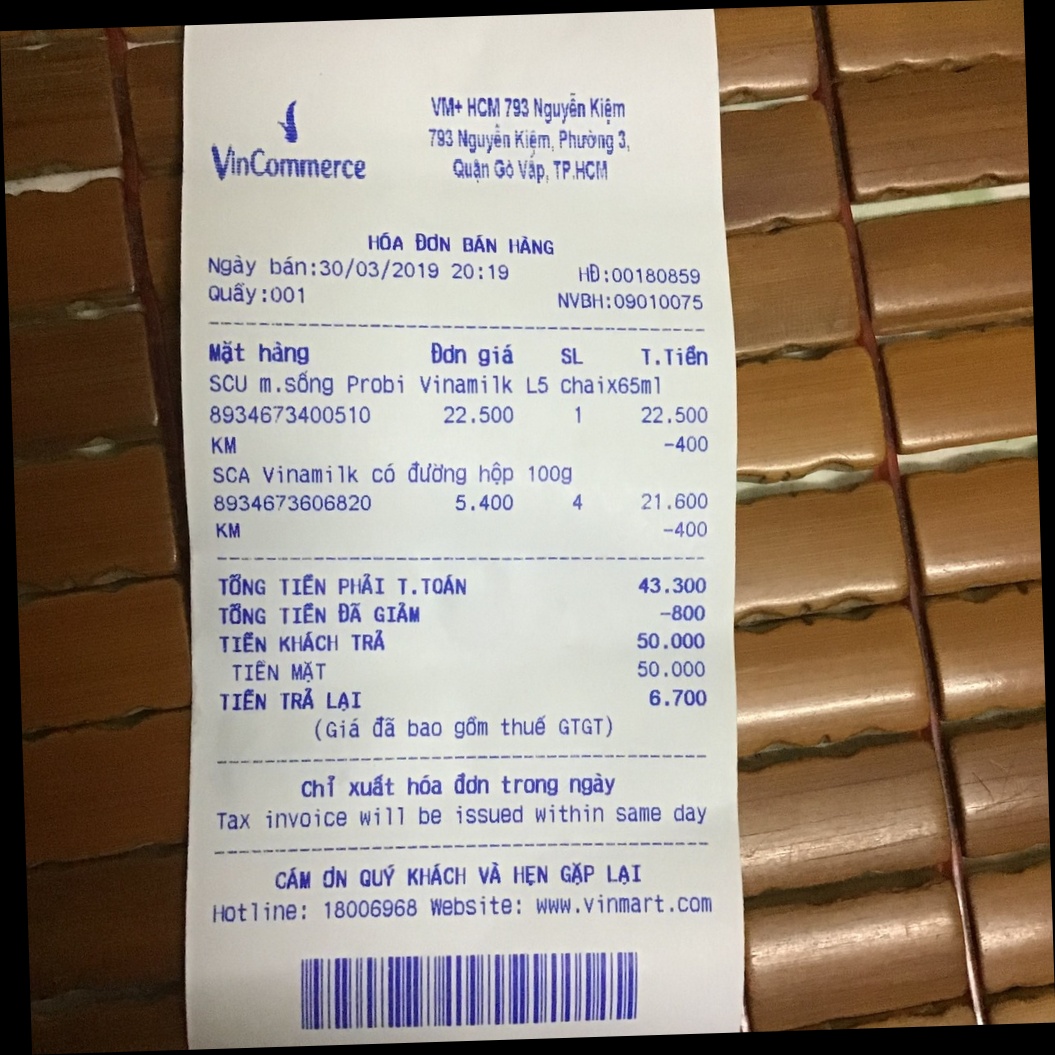 VinCommerce
VM+ HCM 793 Nguyễn Kiệm
793 Nguyễn Kiệm, Phường 3,
Quận Gò Vấp, TP.HCM
HÓA ĐƠN BÁN HÀNG
Ngày bán:30/03/2019 20:19 HĐ:00180859
Quầy:001 NVBH:09010075
Mặt hàng Đơn giá SL T.Tiền
SCU m.sống Probi Vinamilk L5 chaix65ml
8934673400510 22.500 1 22.500
KM -400
SCA Vinamilk có đường hộp 100g
8934673606820 5.400 4 21.600
KM -400
TỔNG TIỀN PHẢI T.TOÁN 43.300
TỔNG TIỀN ĐÃ GIẢM -800
TIỀN KHÁCH TRẢ 50.000
TIỀN MẶT 50.000
TIỀN TRẢ LẠI 6.700
(Giá đã bao gồm thuế GTGT)
Chỉ xuất hóa đơn trong ngày
Tax invoice will be issued within same day
CÁM ƠN QUÝ KHÁCH VÀ HẸN GẶP LẠI
Hotline: 18006968 Website: www.vinmart.com